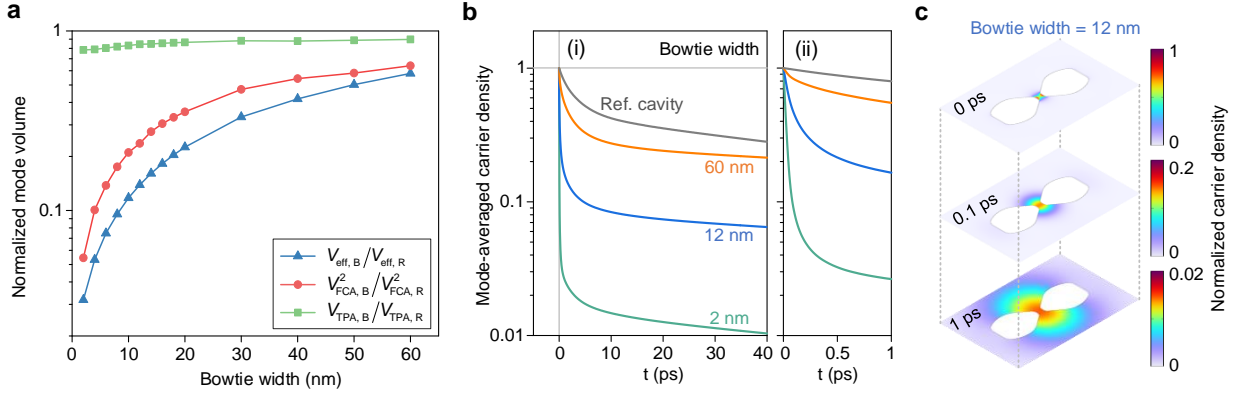 a
Normalized mode volume
1
0.1
0
10
20
30
40
50
60
Bowtie width (nm)
V_eff, B/V_eff, R
V²_FCA, B/V²_FCA, R
V_TPA, B/V_TPA, R
b
Mode-averaged carrier density
(i)
Bowtie width
(ii)
1
0.1
0.01
Ref. cavity
60 nm
12 nm
2 nm
0
10
20
30
40
t (ps)
0
0.5
1
t (ps)
c
Bowtie width = 12 nm
0 ps
0.1 ps
1 ps
1
0
0.2
0
0.02
0
Normalized carrier density